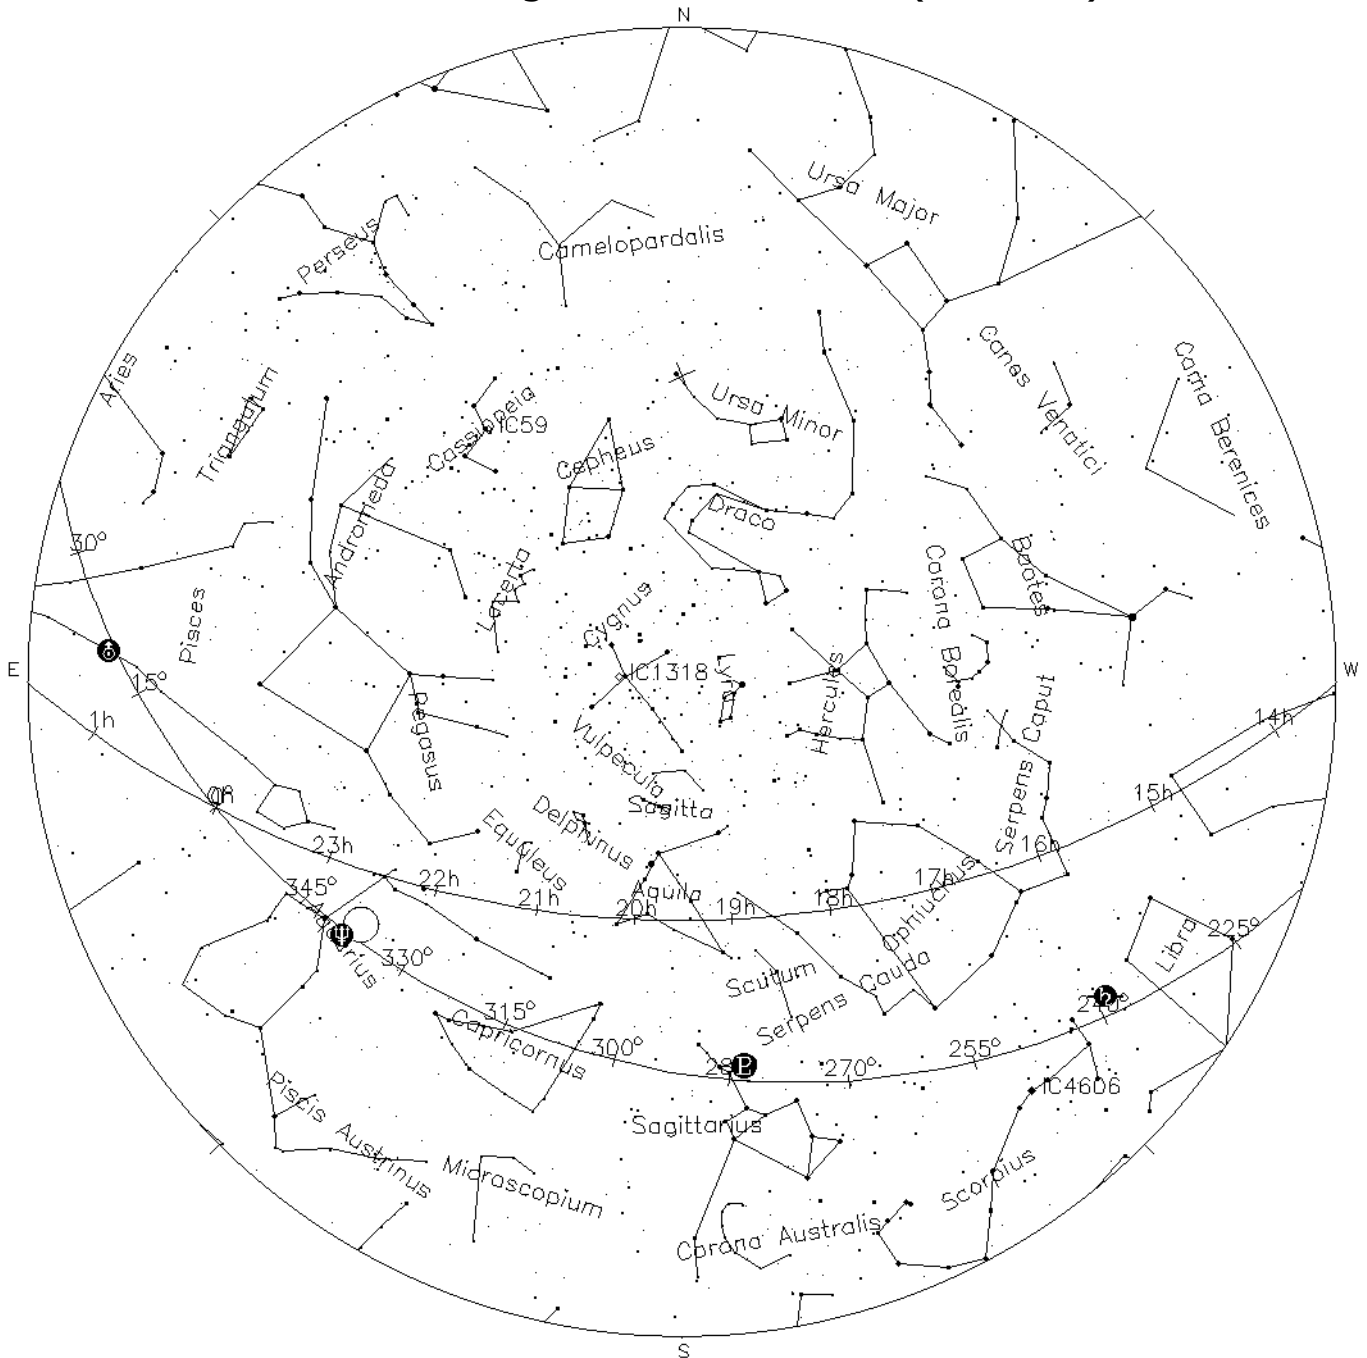 N
Ursa Major
Perseus
Camelopardalis
Canes Venatici
Coma Berenices
Aries
Triangulum
Cassiopeia
IC59
Ursa Minor
Cepheus
Andromeda
Draco
30°
Lacerta
Corona Borealis
Bootes
Pisces
Cygnus
E
W
15°
IC1318
Lyra
Hercules
Serpens Caput
Pegasus
1h
14h
Vulpecula
0h
15h
Sagitta
Delphinus
Equuleus
23h
16h
345°
22h
17h
Aquila
21h
20h
19h
18h
Ophiuchus
Libra
225°
Aquarius
330°
Scutum
Serpens Cauda
240°
315°
Capricornus
300°
270°
255°
P
IC4606
Piscis Austrinus
Sagittarius
Microscopium
Scorpius
Corona Australis
S